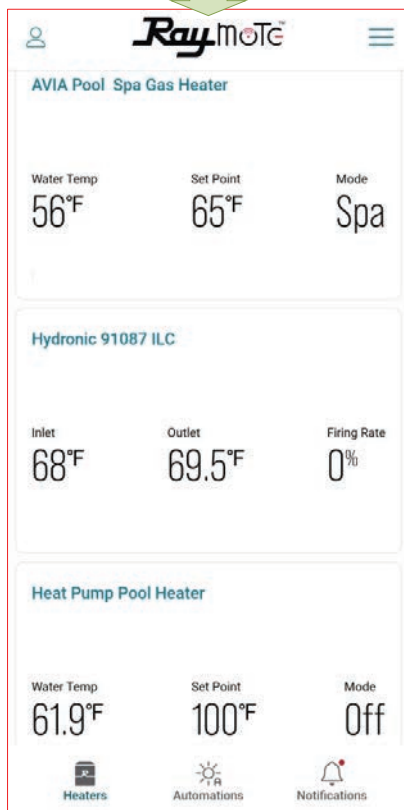 RaymoTe™
AVIA Pool Spa Gas Heater
Water Temp Set Point Mode
56°F 65°F Spa
Hydronic 91087 ILC
Inlet Outlet Firing Rate
68°F 69.5°F 0%
Heat Pump Pool Heater
Water Temp Set Point Mode
61.9°F 100°F Off
Heaters Automations Notifications